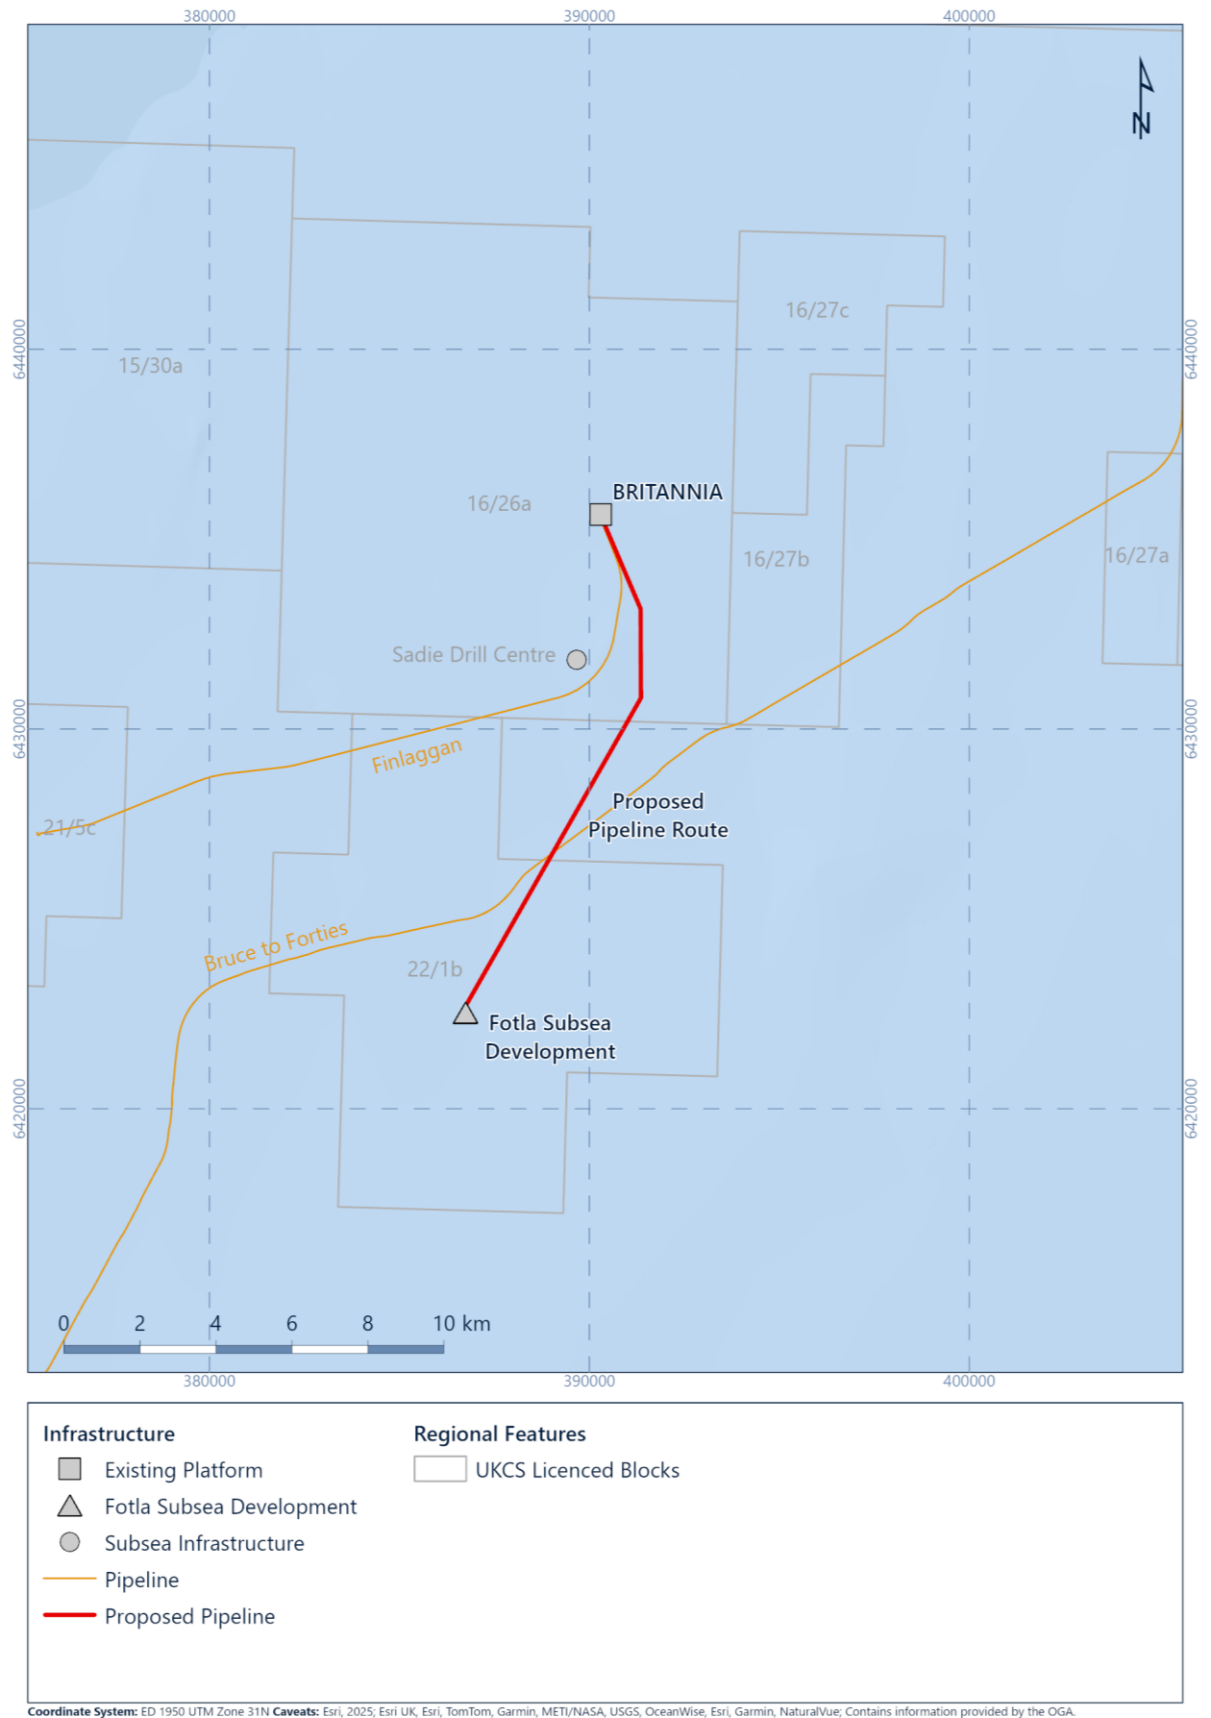 380000
390000
400000
N
16/27c
6440000
6440000
15/30a
BRITANNIA
16/26a
16/27b
16/27a
Sadie Drill Centre
6430000
6430000
Finlaggan
Proposed
Pipeline Route
21/5c
Bruce to Forties
22/1b
Fotla Subsea
Development
6420000
6420000
0 2 4 6 8 10 km
380000
390000
400000
Infrastructure
Existing Platform
Fotla Subsea Development
Subsea Infrastructure
Pipeline
Proposed Pipeline
Regional Features
UKCS Licenced Blocks
Coordinate System: ED 1950 UTM Zone 31N Caveats: Esri, 2025; Esri UK, Esri, TomTom, Garmin, METI/NASA, USGS, OceanWise, Esri, Garmin, NaturalVue; Contains information provided by the OGA.